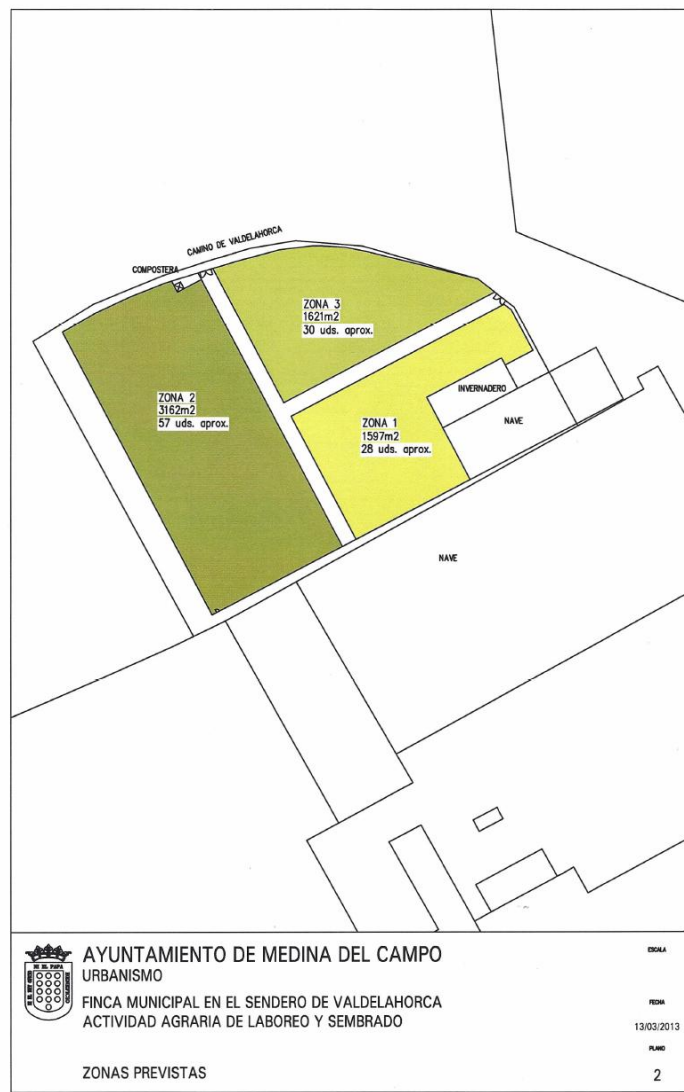 CAMINO DE VALDELAHORCA
COMPOSTERA
ZONA 3
1621m2
30 uds. aprox.
ZONA 2
3162m2
57 uds. aprox.
INVERNADERO
ZONA 1
1597m2
28 uds. aprox.
NAVE
NAVE
AYUNTAMIENTO DE MEDINA DEL CAMPO
URBANISMO
FINCA MUNICIPAL EN EL SENDERO DE VALDELAHORCA
ACTIVIDAD AGRARIA DE LABOREO Y SEMBRADO
ZONAS PREVISTAS
ESCALA
FECHA
13/03/2013
PLANO
2